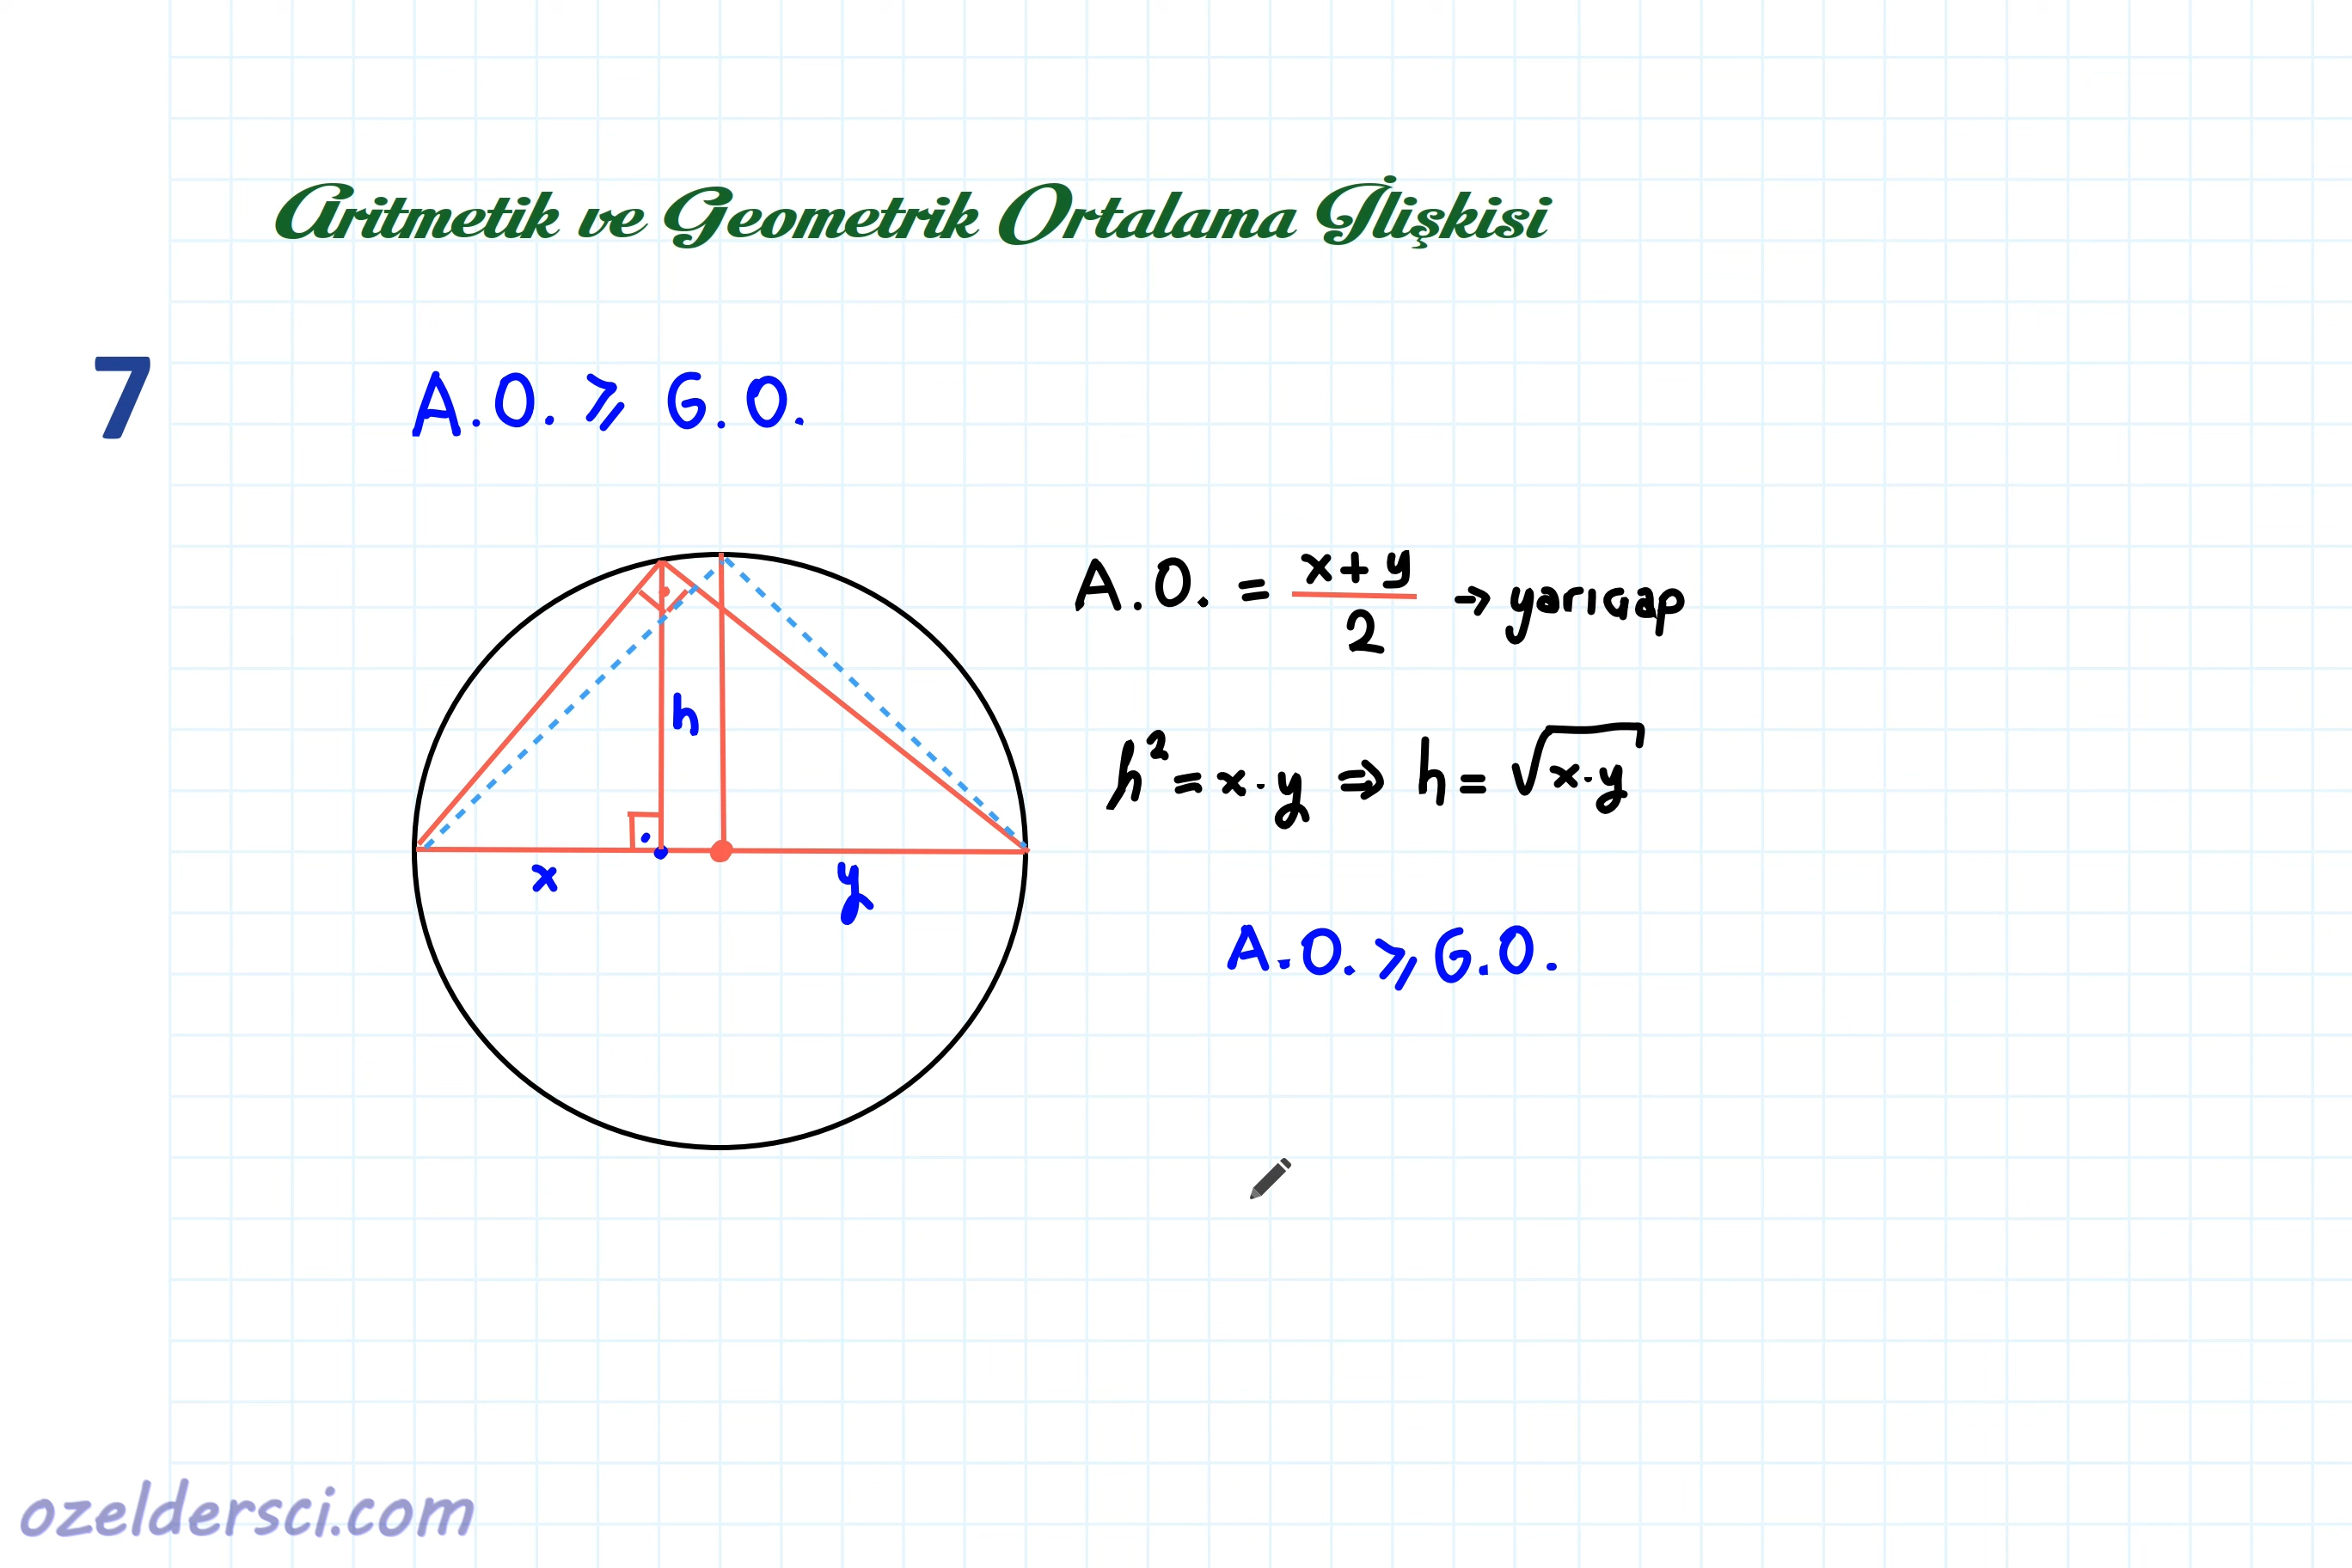 Aritmetik ve Geometrik Ortalama İlişkisi
7
A.O. ⩾ G.O.
A.O. = x+y / 2 → yarıçap
h
h² = x·y ⇒ h = √x·y
x
y
A.O. ⩾ G.O.
ozeldersci.com